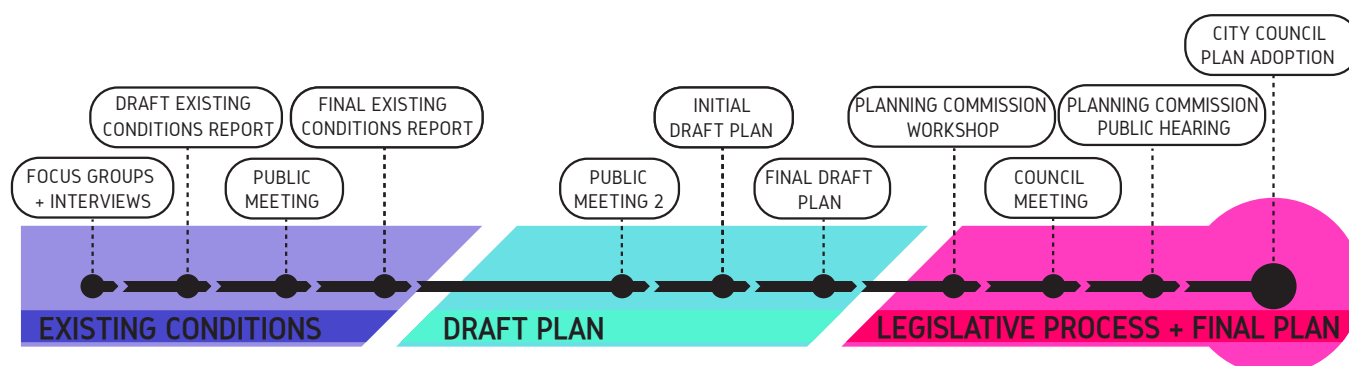 FOCUS GROUPS
+ INTERVIEWS
DRAFT EXISTING
CONDITIONS REPORT
PUBLIC
MEETING
FINAL EXISTING
CONDITIONS REPORT
PUBLIC
MEETING 2
INITIAL
DRAFT PLAN
FINAL DRAFT
PLAN
PLANNING COMMISSION
WORKSHOP
COUNCIL
MEETING
PLANNING COMMISSION
PUBLIC HEARING
CITY COUNCIL
PLAN ADOPTION
EXISTING CONDITIONS
DRAFT PLAN
LEGISLATIVE PROCESS + FINAL PLAN